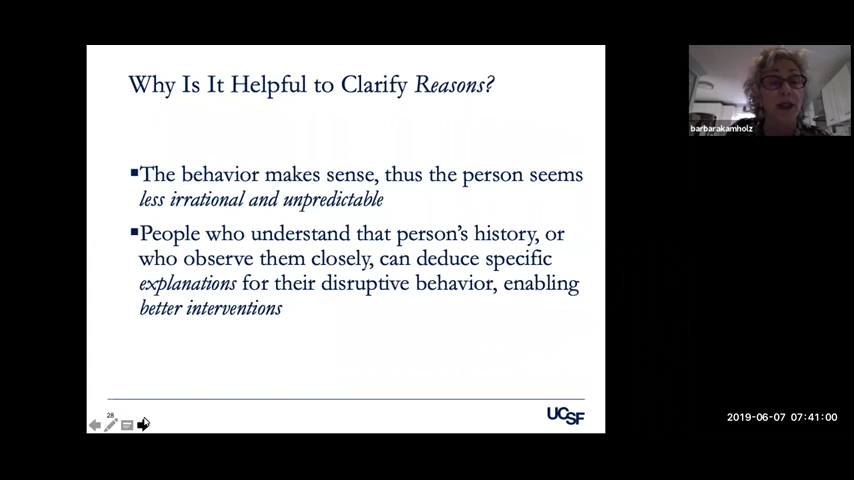 Why Is It Helpful to Clarify Reasons?
▪The behavior makes sense, thus the person seems
less irrational and unpredictable
▪People who understand that person's history, or
who observe them closely, can deduce specific
explanations for their disruptive behavior, enabling
better interventions
28
UCSF
barbarakamholz
2019-06-07 07:41:00